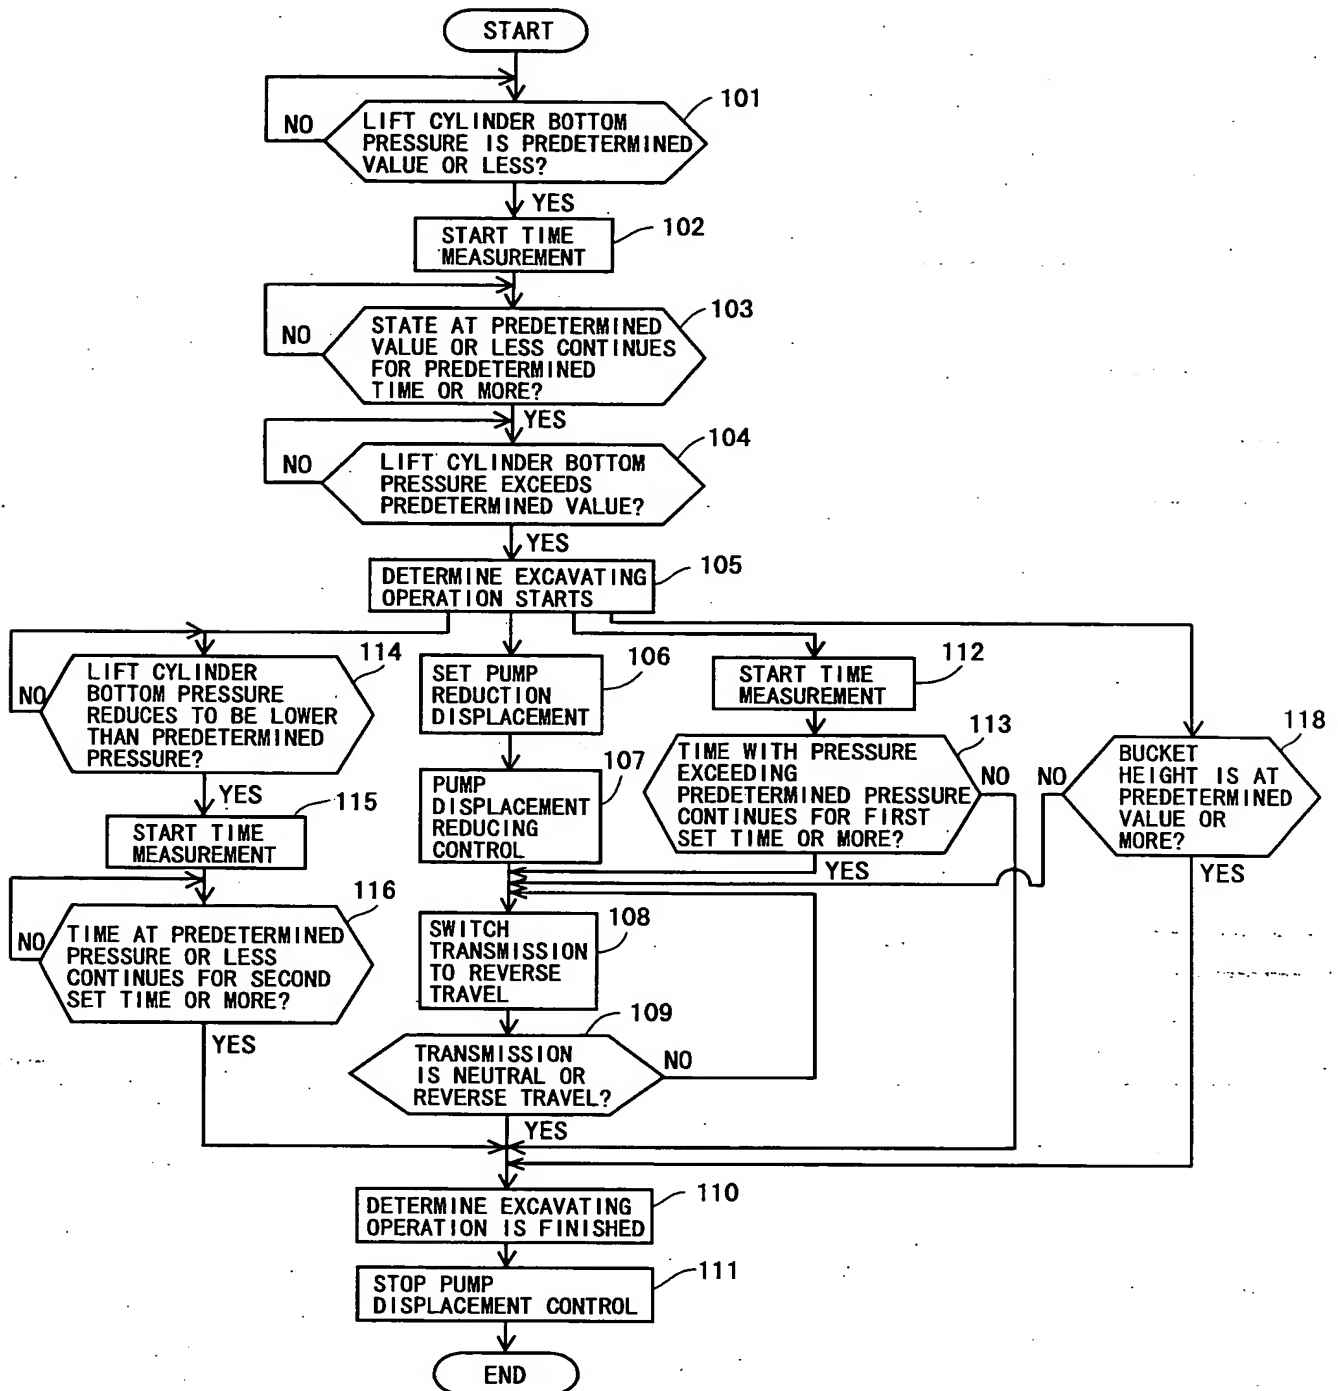 START
101
NO
LIFT CYLINDER BOTTOM
PRESSURE IS PREDETERMINED
VALUE OR LESS?
YES
102
START TIME
MEASUREMENT
103
NO
STATE AT PREDETERMINED
VALUE OR LESS CONTINUES
FOR PREDETERMINED
TIME OR MORE?
YES
104
NO
LIFT CYLINDER BOTTOM
PRESSURE EXCEEDS
PREDETERMINED VALUE?
YES
105
DETERMINE EXCAVATING
OPERATION STARTS
114
NO
LIFT CYLINDER
BOTTOM PRESSURE
REDUCES TO BE LOWER
THAN PREDETERMINED
PRESSURE?
YES
115
START TIME
MEASUREMENT
116
NO
TIME AT PREDETERMINED
PRESSURE OR LESS
CONTINUES FOR SECOND
SET TIME OR MORE?
YES
106
SET PUMP
REDUCTION
DISPLACEMENT
107
PUMP
DISPLACEMENT
REDUCING
CONTROL
112
START TIME
MEASUREMENT
113
TIME WITH PRESSURE
EXCEEDING
PREDETERMINED PRESSURE
CONTINUES FOR FIRST
SET TIME OR MORE?
NO
YES
118
NO
BUCKET
HEIGHT IS AT
PREDETERMINED
VALUE OR
MORE?
YES
108
SWITCH
TRANSMISSION
TO REVERSE
TRAVEL
109
TRANSMISSION
IS NEUTRAL OR
REVERSE TRAVEL?
NO
YES
110
DETERMINE EXCAVATING
OPERATION IS FINISHED
111
STOP PUMP
DISPLACEMENT CONTROL
END